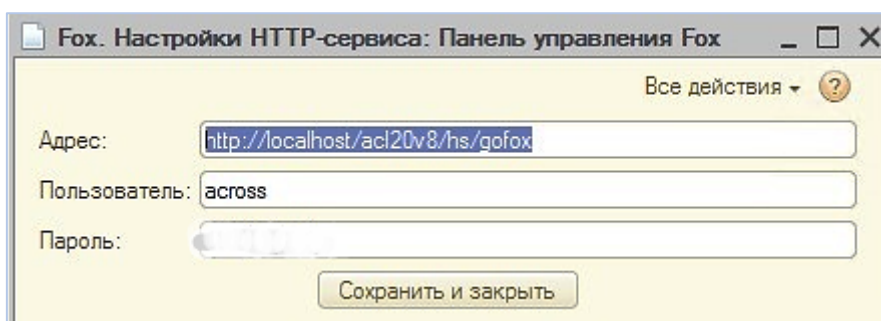 Fox. Настройки HTTP-сервиса: Панель управления Fox
Все действия
?
Адрес: http://localhost/acl20v8/hs/gofox
Пользователь: across
Пароль:
Сохранить и закрыть